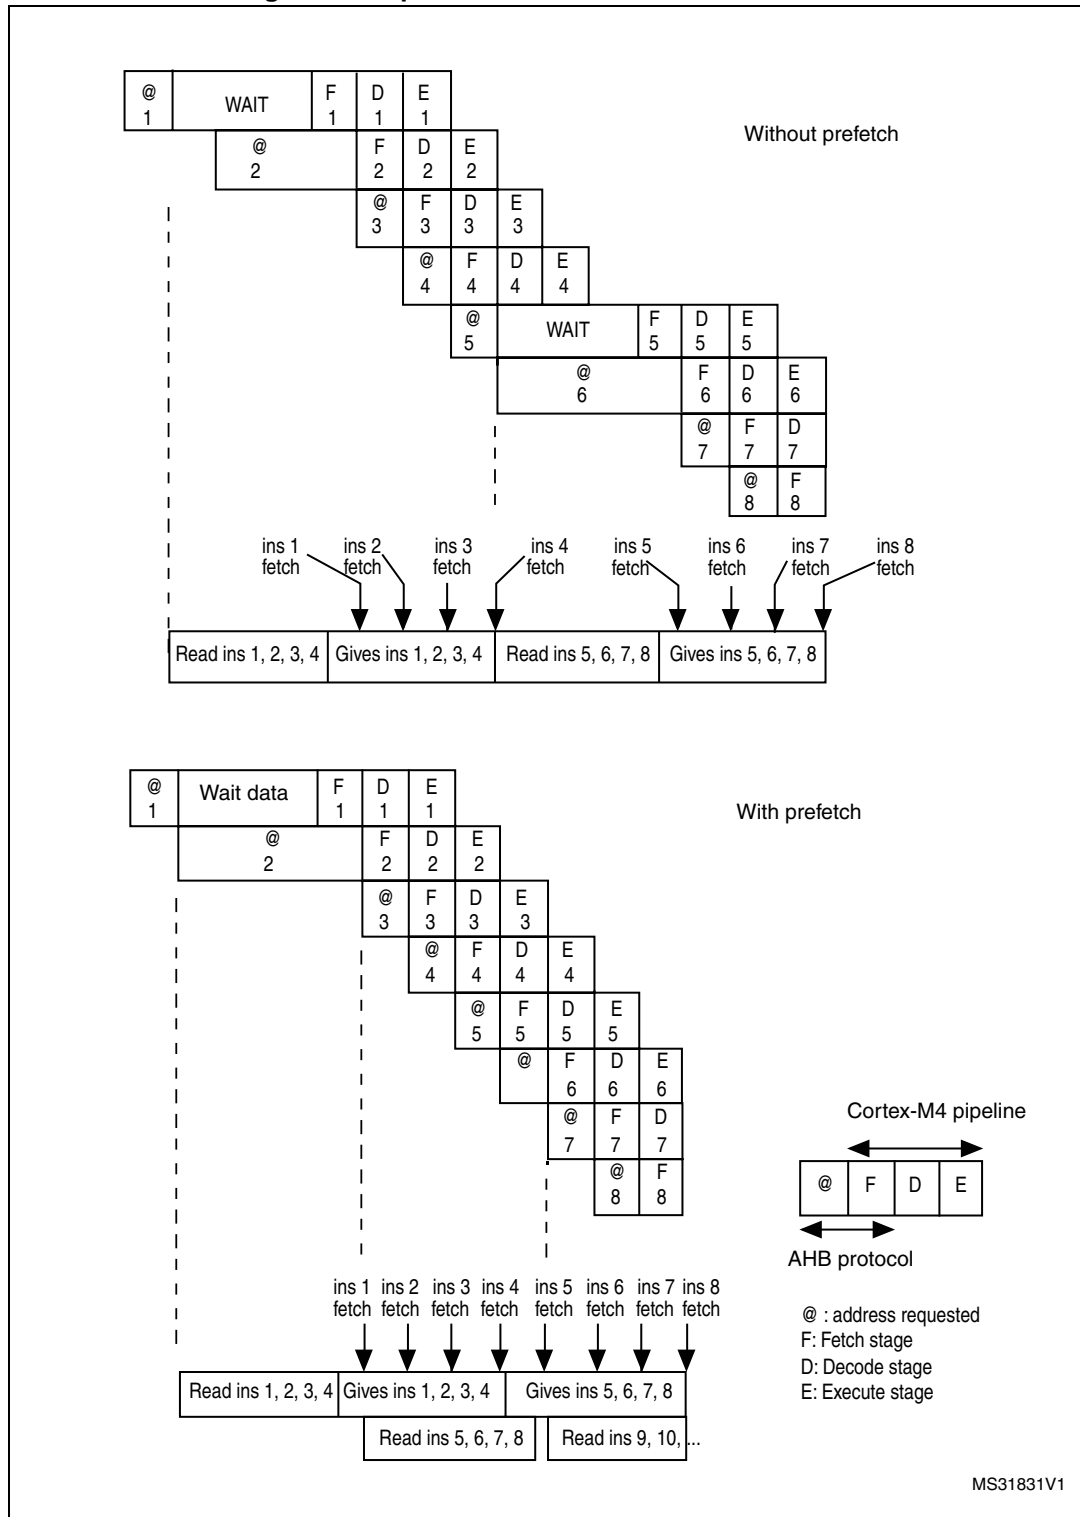 @ WAIT F D E
1 1 1 1
Without prefetch
@ F D E
2 2 2 2
@ F D E
3 3 3 3
@ F D E
4 4 4 4
@ WAIT F D E
5 5 5 5
@ F D E
6 6 6 6
@ F D
7 7 7
@ F
8 8
ins 1 ins 2 ins 3 ins 4 ins 5 ins 6 ins 7 ins 8
fetch fetch fetch fetch fetch fetch fetch fetch
Read ins 1, 2, 3, 4 Gives ins 1, 2, 3, 4 Read ins 5, 6, 7, 8 Gives ins 5, 6, 7, 8
@ Wait data F D E
1 1 1 1
With prefetch
@ F D E
2 2 2 2
@ F D E
3 3 3 3
@ F D E
4 4 4 4
@ F D E
5 5 5 5
@ F D E
6 6 6
@ F D
7 7 7
@ F
8 8
Cortex-M4 pipeline
@ F D E
AHB protocol
@ : address requested
F: Fetch stage
D: Decode stage
E: Execute stage
ins 1 ins 2 ins 3 ins 4 ins 5 ins 6 ins 7 ins 8
fetch fetch fetch fetch fetch fetch fetch fetch
Read ins 1, 2, 3, 4 Gives ins 1, 2, 3, 4 Gives ins 5, 6, 7, 8
Read ins 5, 6, 7, 8 Read ins 9, 10, ...
MS31831V1